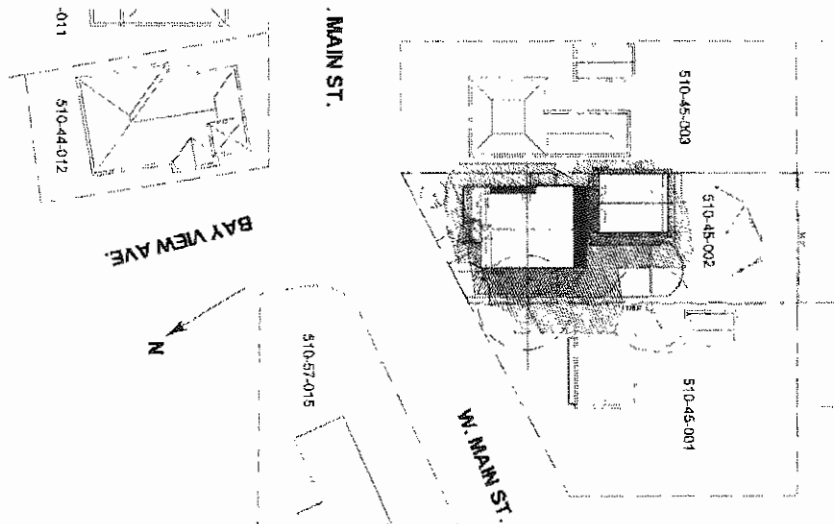 -011
. MAIN ST.
510-44-012
510-45-003
510-45-002
BAY VIEW AVE.
N
510-57-015
510-45-001
W. MAIN ST.